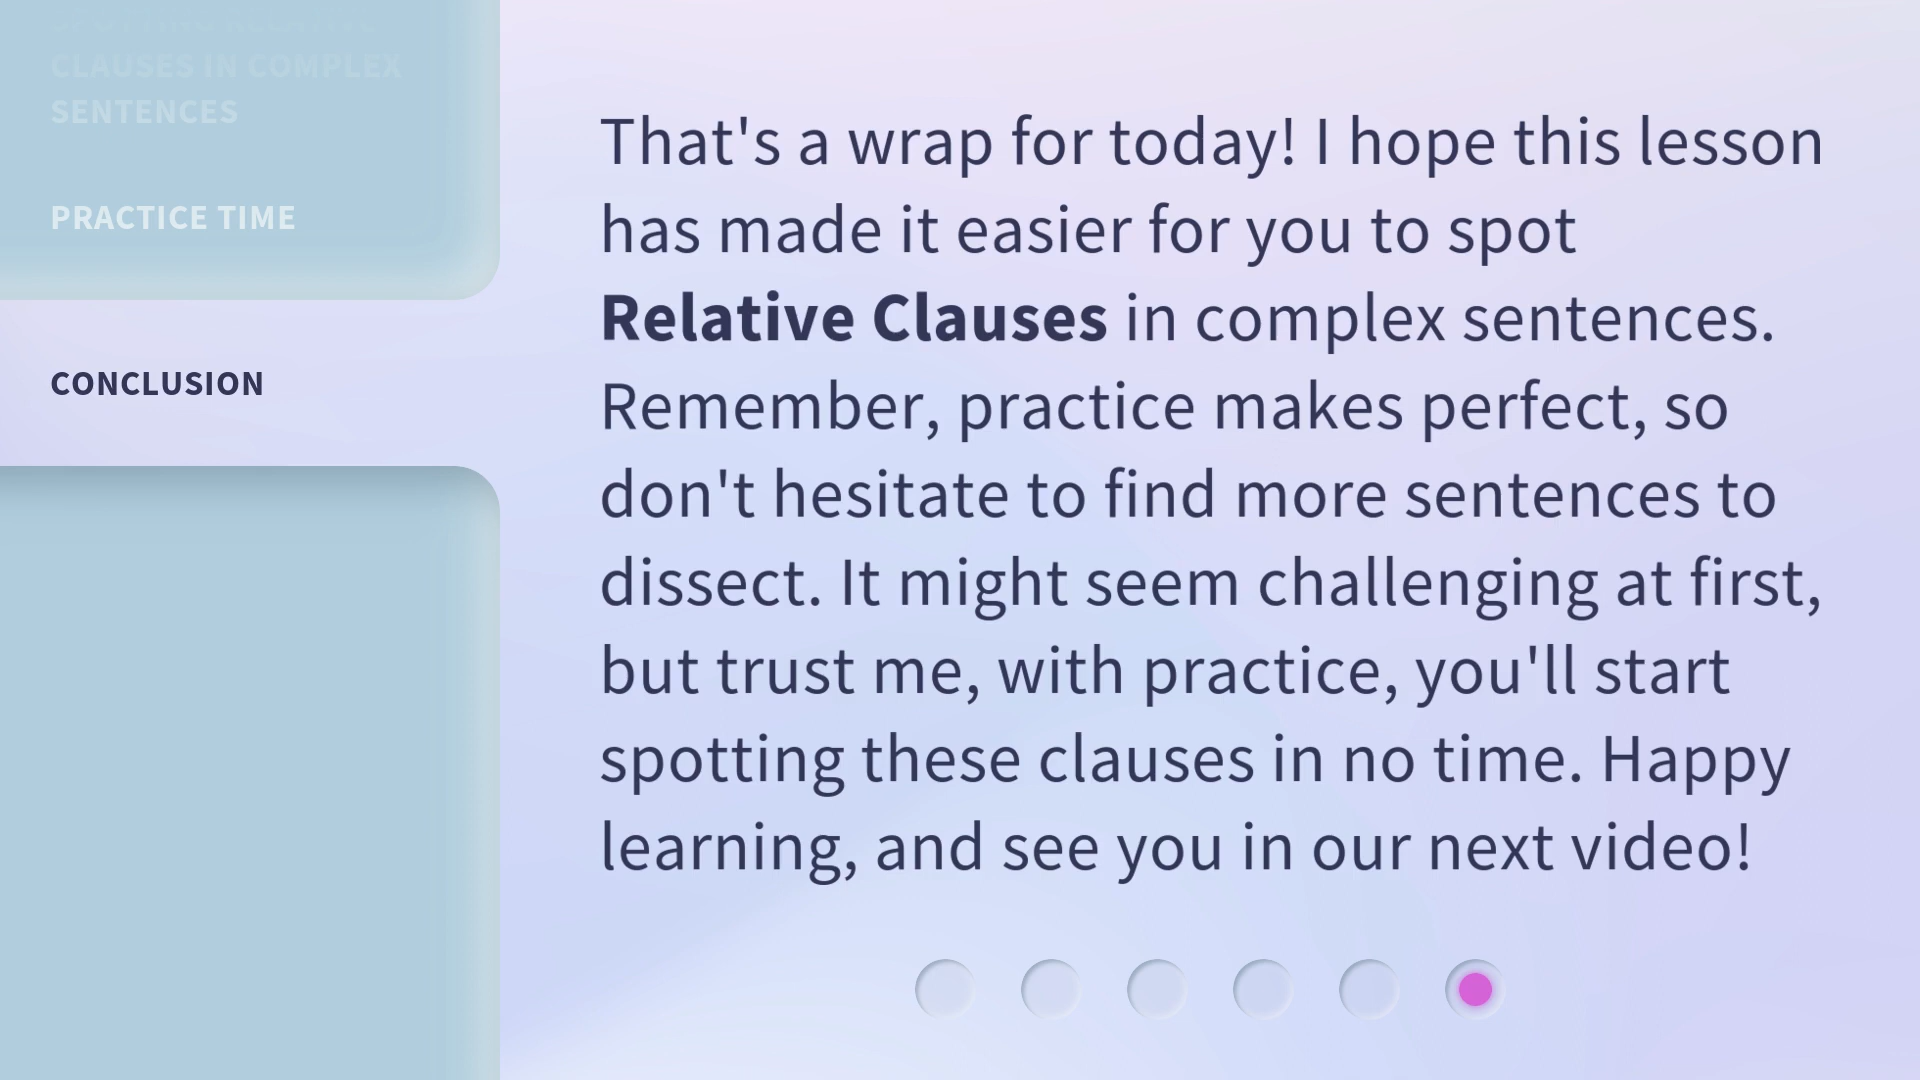 SPOTTING RELATIVE
CLAUSES IN COMPLEX
SENTENCES
PRACTICE TIME
CONCLUSION
That's a wrap for today! I hope this lesson
has made it easier for you to spot
Relative Clauses in complex sentences.
Remember, practice makes perfect, so
don't hesitate to find more sentences to
dissect. It might seem challenging at first,
but trust me, with practice, you'll start
spotting these clauses in no time. Happy
learning, and see you in our next video!